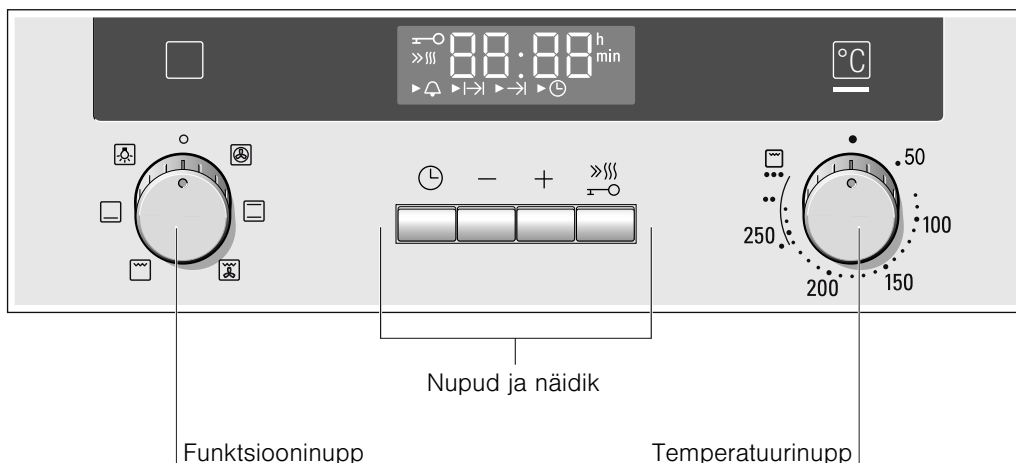 88:88 h
min
°C
50
100
150
200
250
Nupud ja näidik
Funktsiooninupp
Temperatuurinupp